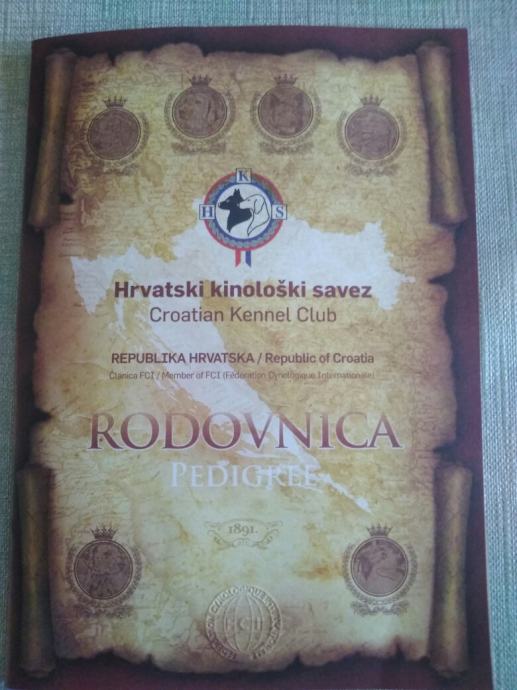 H K S
Hrvatski kinološki savez
Croatian Kennel Club
REPUBLIKA HRVATSKA / Republic of Croatia
Članica FCI / Member of FCI (Fédération Cynologique Internationale)
RODOVNICA
PEDIGREE
1891.
FCI